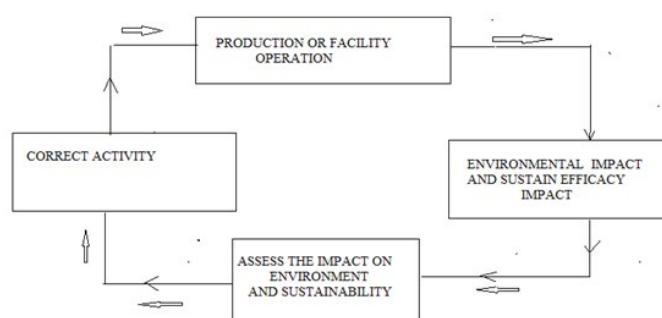 PRODUCTION OR FACILITY
OPERATION
CORRECT ACTIVITY
ENVIRONMENTAL IMPACT
AND SUSTAIN EFFICACY
IMPACT
ASSESS THE IMPACT ON
ENVIRONMENT
AND SUSTAINABILITY